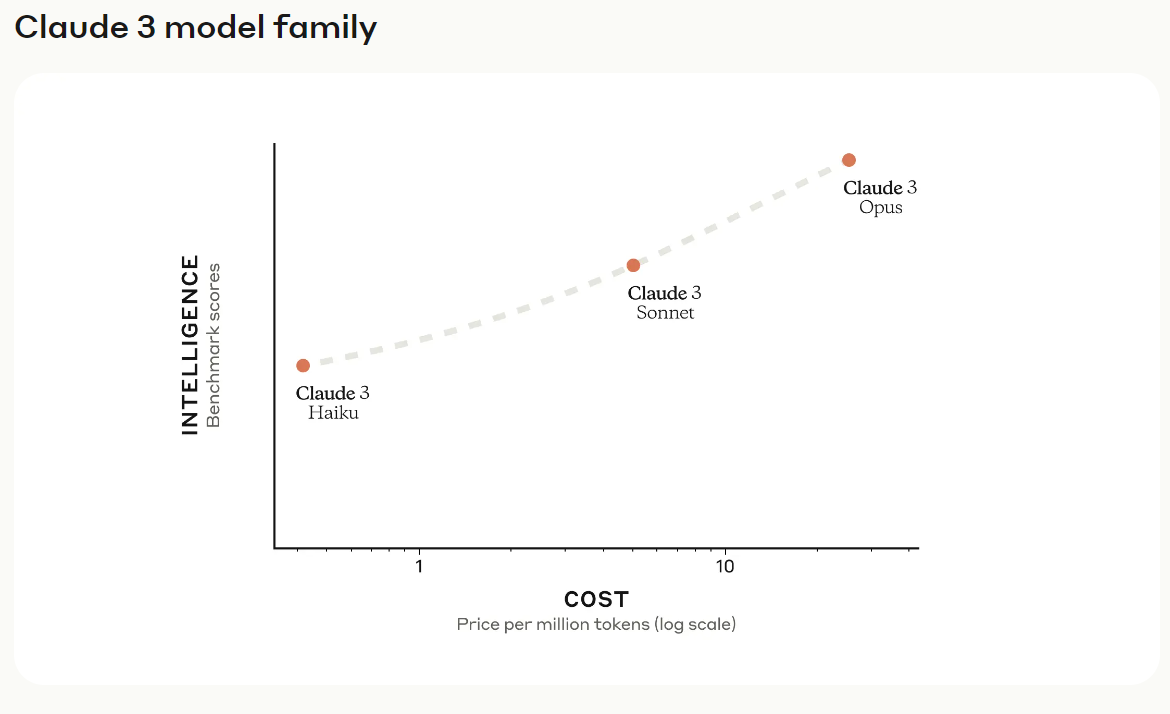 Claude 3 model family
INTELLIGENCE
Benchmark scores
Claude 3
Opus
Claude 3
Sonnet
Claude 3
Haiku
1
10
COST
Price per million tokens (log scale)